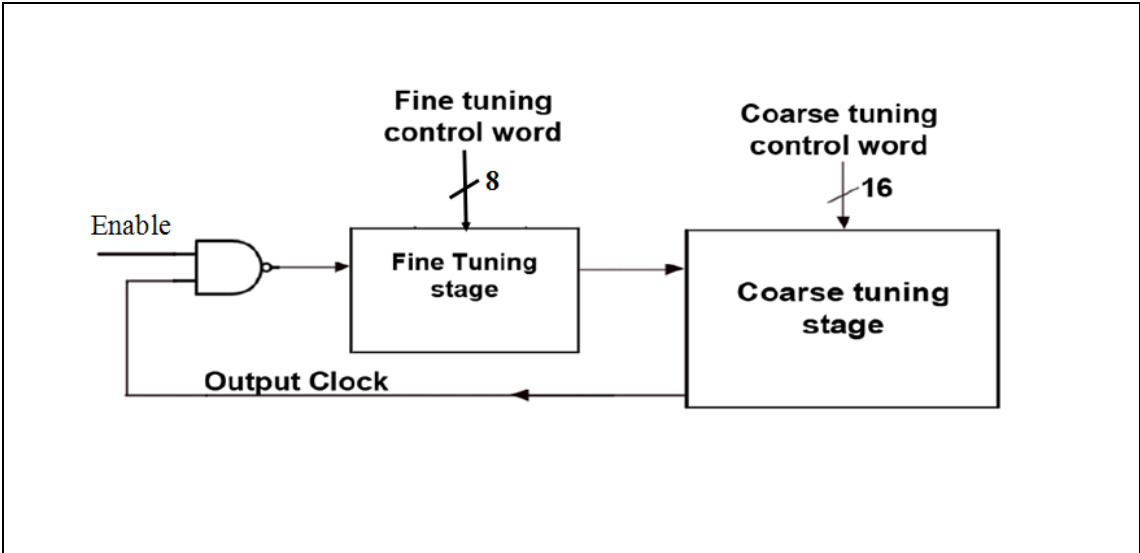 Fine tuning
control word
8
Coarse tuning
control word
16
Enable
Fine Tuning
stage
Coarse tuning
stage
Output Clock